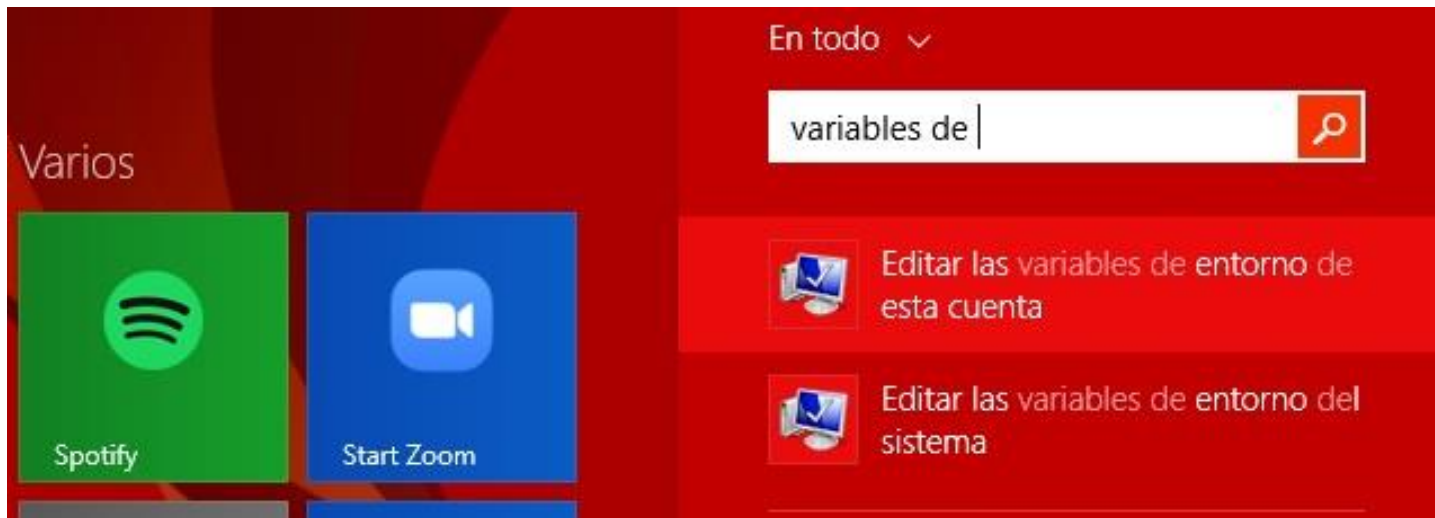 Varios
Spotify
Start Zoom
En todo
variables de
Editar las variables de entorno de
esta cuenta
Editar las variables de entorno del
sistema